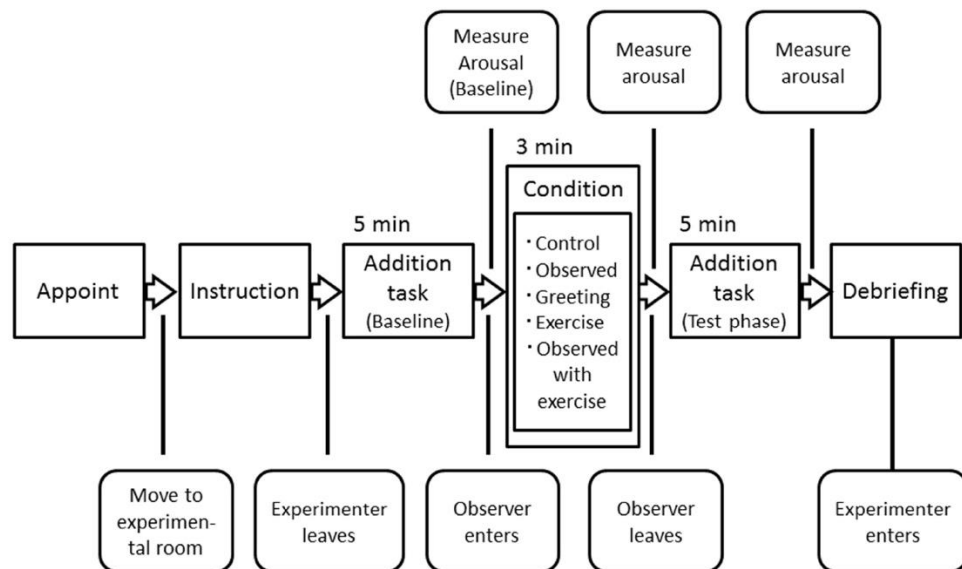 Measure
Arousal
(Baseline)
Measure
arousal
Measure
arousal
3 min
Condition
・Control
・Observed
・Greeting
・Exercise
・Observed
with
exercise
5 min
5 min
Appoint
Instruction
Addition
task
(Baseline)
Addition
task
(Test phase)
Debriefing
Move to
experimen-
tal room
Experimenter
leaves
Observer
enters
Observer
leaves
Experimenter
enters